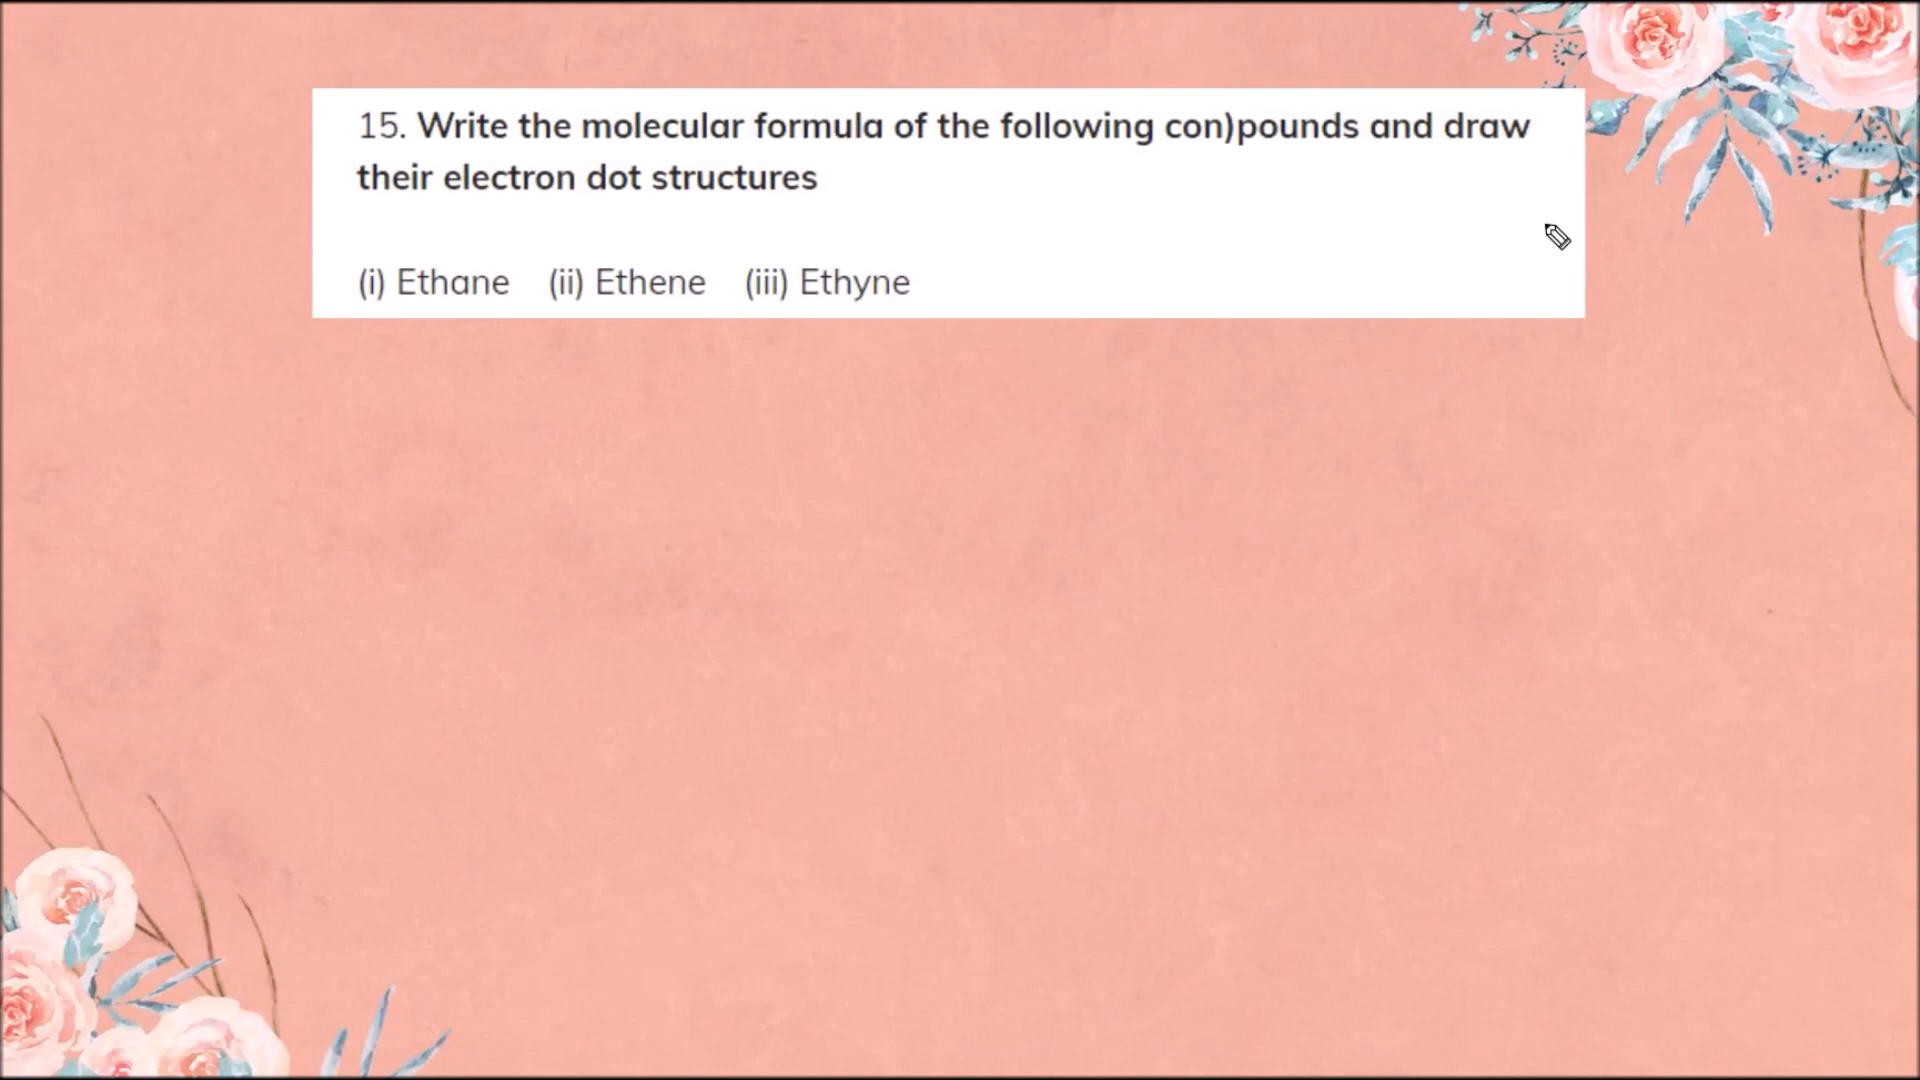 15. Write the molecular formula of the following con)pounds and draw
their electron dot structures
(i) Ethane (ii) Ethene (iii) Ethyne